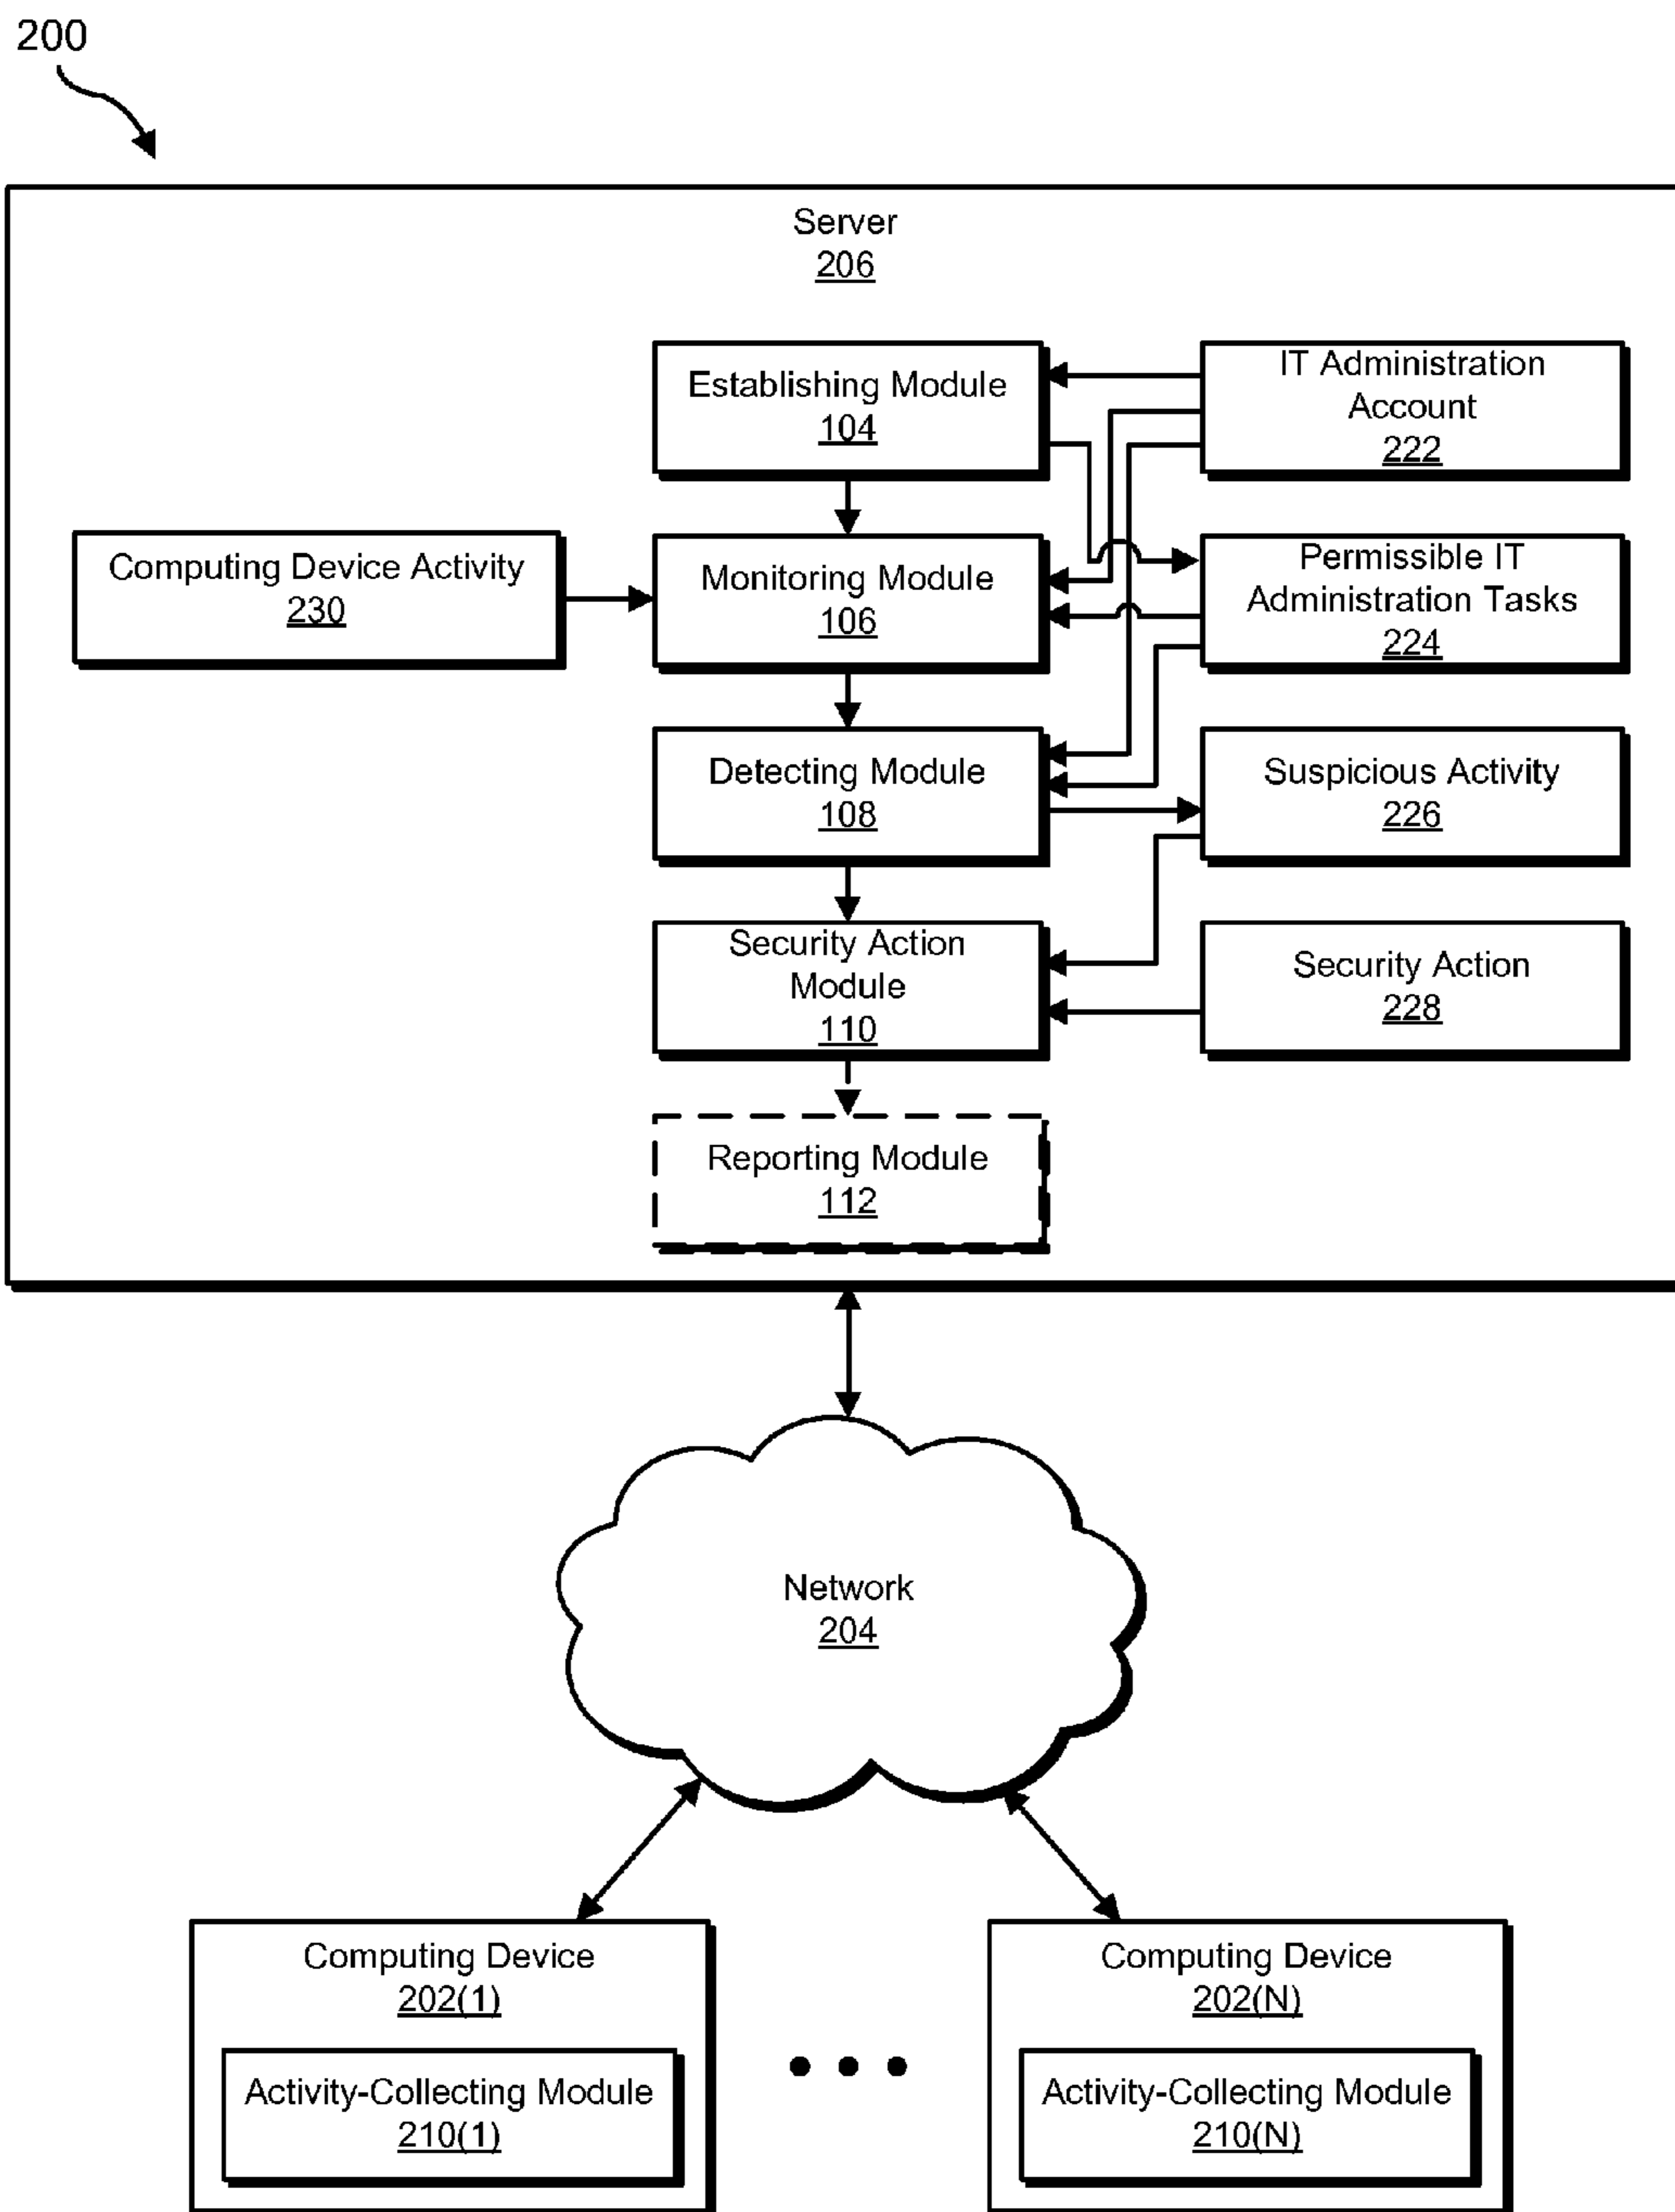 200
Server
206
Establishing Module
104
IT Administration
Account
222
Computing Device Activity
230
Monitoring Module
106
Permissible IT
Administration Tasks
224
Detecting Module
108
Suspicious Activity
226
Security Action
Module
110
Security Action
228
Reporting Module
112
Network
204
Computing Device
202(1)
Activity-Collecting Module
210(1)
Computing Device
202(N)
Activity-Collecting Module
210(N)